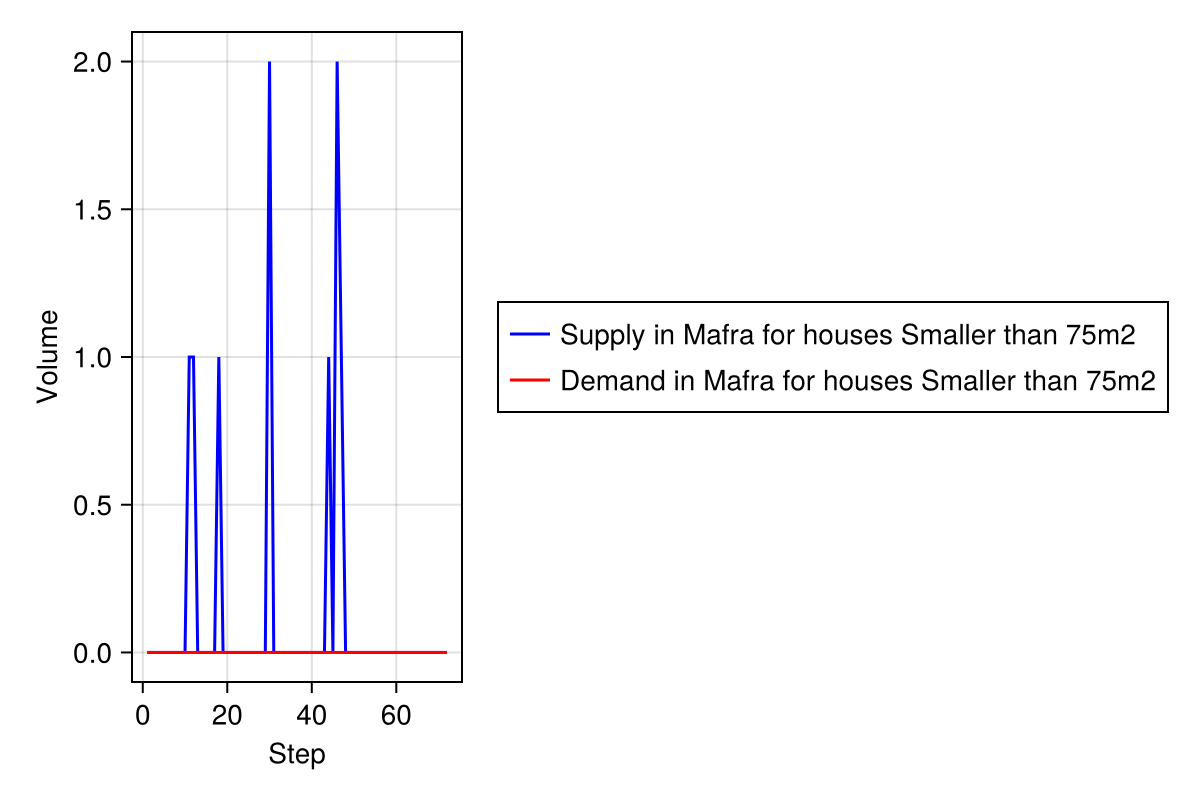 2.0
1.5
1.0
0.5
0.0
Volume
0 20 40 60
Step
Supply in Mafra for houses Smaller than 75m2
Demand in Mafra for houses Smaller than 75m2